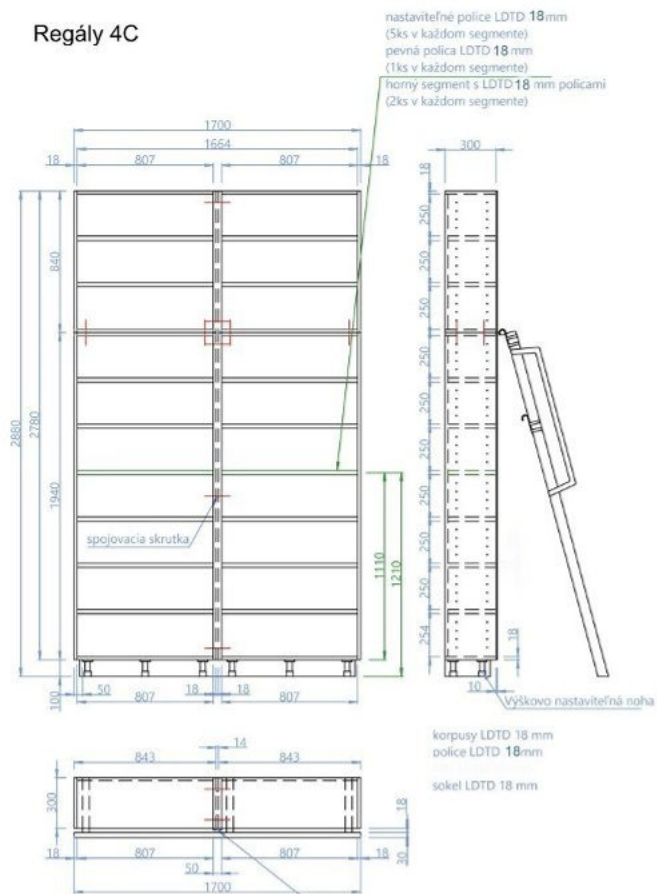 Regály 4C
nastaviteľné police LDTD 18 mm
(5ks v každom segmente)
pevná polica LDTD 18 mm
(1ks v každom segmente)
horný segment s LDTD 18 mm policami
(2ks v každom segmente)
1700
1664
18 807 807 18
300
18
250
250
250
250
250
250
250
250
250
254
18
840
2880
2780
1940
spojovacia skrutka
1110
1210
100
50 18 18
807 807
10
Výškovo nastaviteľná noha
korpusy LDTD 18 mm
police LDTD 18mm
sokel LDTD 18 mm
14
843 843
300
18
30
18 807 807 18
50
1700